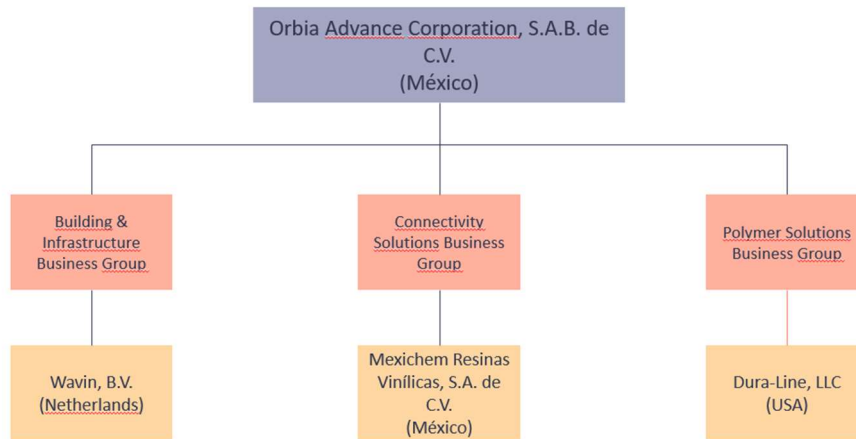 Orbia Advance Corporation, S.A.B. de
C.V.
(México)
Building &
Infrastructure
Business Group
Connectivity
Solutions Business
Group
Polymer Solutions
Business Group
Wavin, B.V.
(Netherlands)
Mexichem Resinas
Vinílicas, S.A. de
C.V.
(México)
Dura-Line, LLC
(USA)